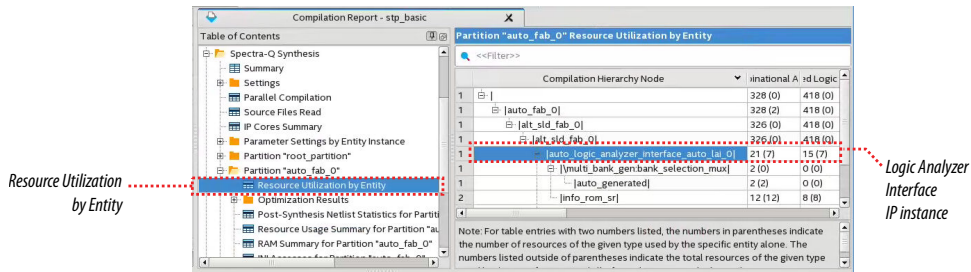 Compilation Report - stp_basic
Table of Contents
Spectra-Q Synthesis
Summary
Settings
Parallel Compilation
Source Files Read
IP Cores Summary
Parameter Settings by Entity Instance
Partition "root_partition"
Partition "auto_fab_0"
Resource Utilization by Entity
Optimization Results
Post-Synthesis Netlist Statistics for Partiti
Resource Usage Summary for Partition "au
RAM Summary for Partition "auto_fab_0"
Partition "auto_fab_0" Resource Utilization by Entity
<<Filter>>
Compilation Hierarchy Node inational A ed Logic
1 | 328 (0) 418 (0)
1 |auto_fab_0| 328 (2) 418 (0)
1 |alt_sld_fab_0| 326 (0) 418 (0)
1 |alt_sld_fab_0| 326 (0) 418 (0)
1 |auto_logic_analyzer_interface_auto_lai_0| 21 (7) 15 (7)
1 |\multi_bank_gen:bank_selection_mux| 2 (0) 0 (0)
1 |auto_generated| 2 (2) 0 (0)
2 |info_rom_sr| 12 (12) 8 (8)
Note: For table entries with two numbers listed, the numbers in parentheses indicate
the number of resources of the given type used by the specific entity alone. The
numbers listed outside of parentheses indicate the total resources of the given type
Resource Utilization
by Entity
Logic Analyzer
Interface
IP instance